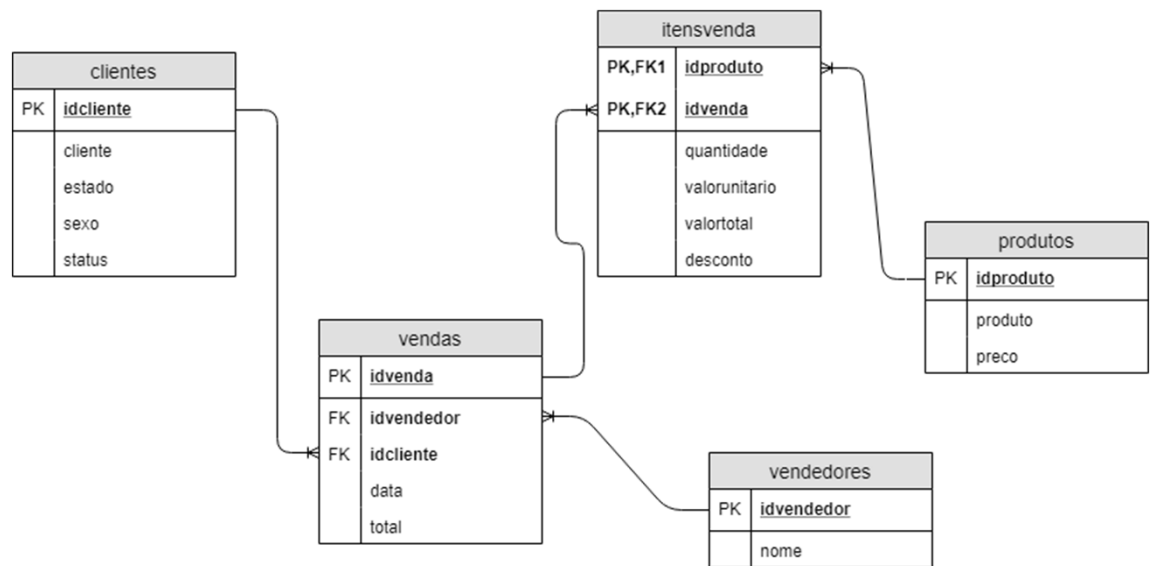 clientes
PK idcliente
cliente
estado
sexo
status
itensvenda
PK,FK1 idproduto
PK,FK2 idvenda
quantidade
valorunitario
valortotal
desconto
produtos
PK idproduto
produto
preco
vendas
PK idvenda
FK idvendedor
FK idcliente
data
total
vendedores
PK idvendedor
nome